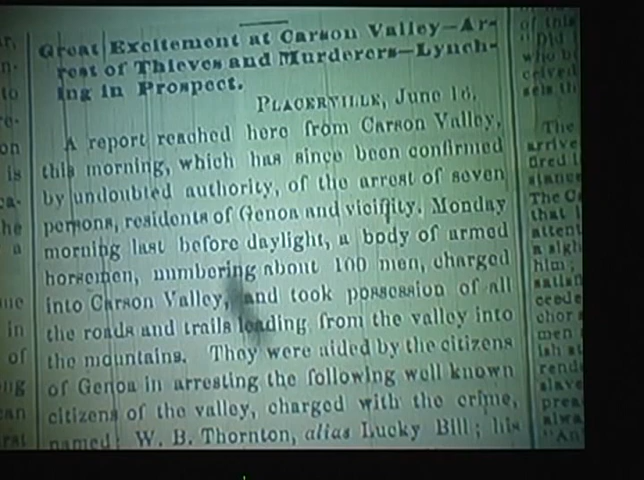 Great Excitement at Carson Valley—Ar-
rest of Thieves and Murderers—Lynch-
ing in Prospect.
PLACERVILLE, June 16.
A report reached here from Carson Valley,
this morning, which has since been confirmed
by undoubted authority, of the arrest of seven
persons, residents of Genoa and vicinity. Monday
morning last before daylight, a body of armed
horsemen, numbering about 100 men, charged
into Carson Valley, and took possession of all
the roads and trails leading from the valley into
the mountains. They were aided by the citizens
of Genoa in arresting the following well known
citizens of the valley, charged with the crime,
named: W. B. Thornton, alias Lucky Bill; his